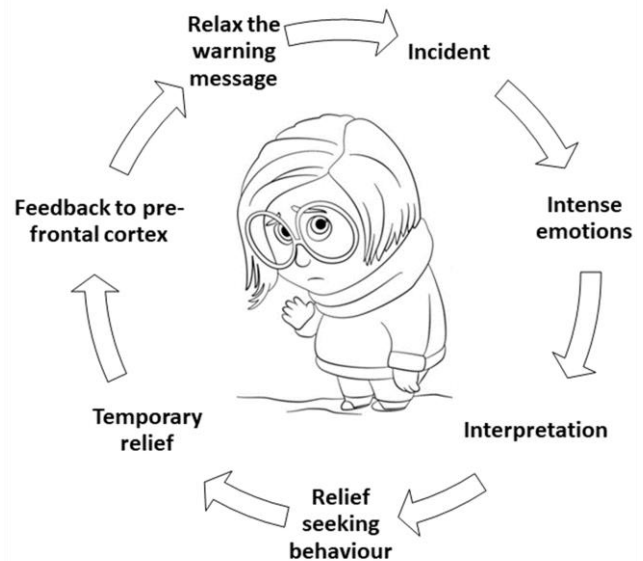 Relax the
warning
message
Incident
Intense
emotions
Interpretation
Relief
seeking
behaviour
Temporary
relief
Feedback to pre-
frontal cortex